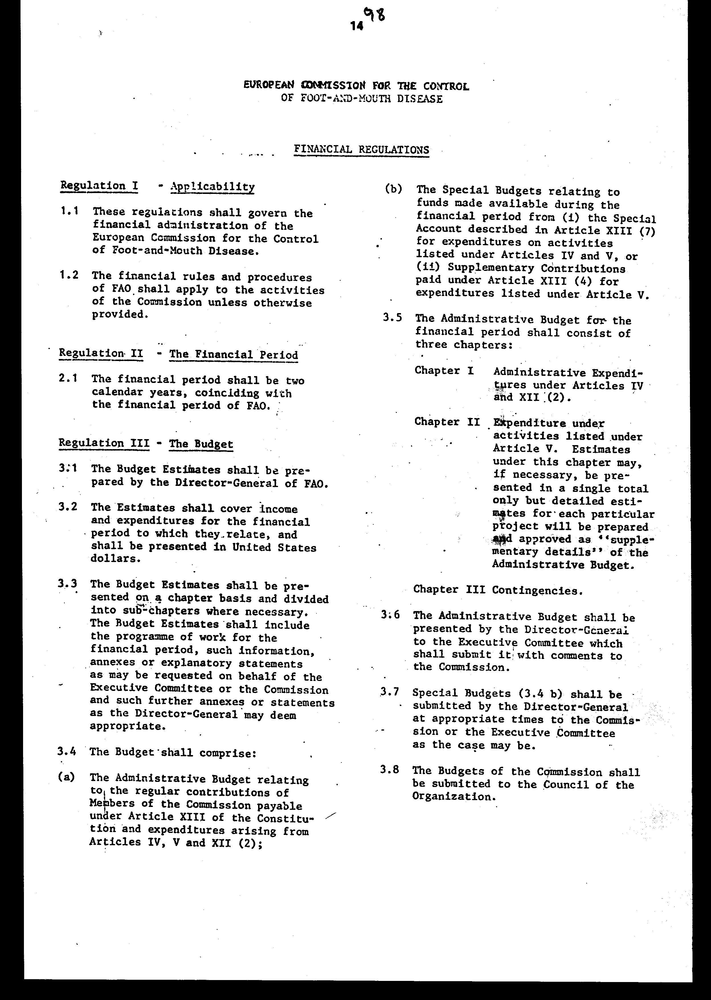 98
14
EUROPEAN COMMISSION FOR THE CONTROL
OF FOOT-AND-MOUTH DISEASE
FINANCIAL REGULATIONS
Regulation I - Applicability
1.1 These regulations shall govern the
financial administration of the
European Commission for the Control
of Foot-and-Mouth Disease.
1.2 The financial rules and procedures
of FAO shall apply to the activities
of the Commission unless otherwise
provided.
Regulation II - The Financial Period
2.1 The financial period shall be two
calendar years, coinciding with
the financial period of FAO.
Regulation III - The Budget
3.1 The Budget Estimates shall be pre-
pared by the Director-General of FAO.
3.2 The Estimates shall cover income
and expenditures for the financial
period to which they relate, and
shall be presented in United States
dollars.
3.3 The Budget Estimates shall be pre-
sented on a chapter basis and divided
into sub-chapters where necessary.
The Budget Estimates shall include
the programme of work for the
financial period, such information,
annexes or explanatory statements
as may be requested on behalf of the
Executive Committee or the Commission
and such further annexes or statements
as the Director-General may deem
appropriate.
3.4 The Budget shall comprise:
(a) The Administrative Budget relating
to the regular contributions of
Members of the Commission payable
under Article XIII of the Constitu-
tion and expenditures arising from
Articles IV, V and XII (2);
(b) The Special Budgets relating to
funds made available during the
financial period from (i) the Special
Account described in Article XIII (7)
for expenditures on activities
listed under Articles IV and V, or
(ii) Supplementary Contributions
paid under Article XIII (4) for
expenditures listed under Article V.
3.5 The Administrative Budget for the
financial period shall consist of
three chapters:
Chapter I Administrative Expendi-
tures under Articles IV
and XII (2).
Chapter II Expenditure under
activities listed under
Article V. Estimates
under this chapter may,
if necessary, be pre-
sented in a single total
only but detailed esti-
mates for each particular
project will be prepared
and approved as ‘‘supple-
mentary details’’ of the
Administrative Budget.
Chapter III Contingencies.
3.6 The Administrative Budget shall be
presented by the Director-General
to the Executive Committee which
shall submit it with comments to
the Commission.
3.7 Special Budgets (3.4 b) shall be
submitted by the Director-General
at appropriate times to the Commis-
sion or the Executive Committee
as the case may be.
3.8 The Budgets of the Commission shall
be submitted to the Council of the
Organization.